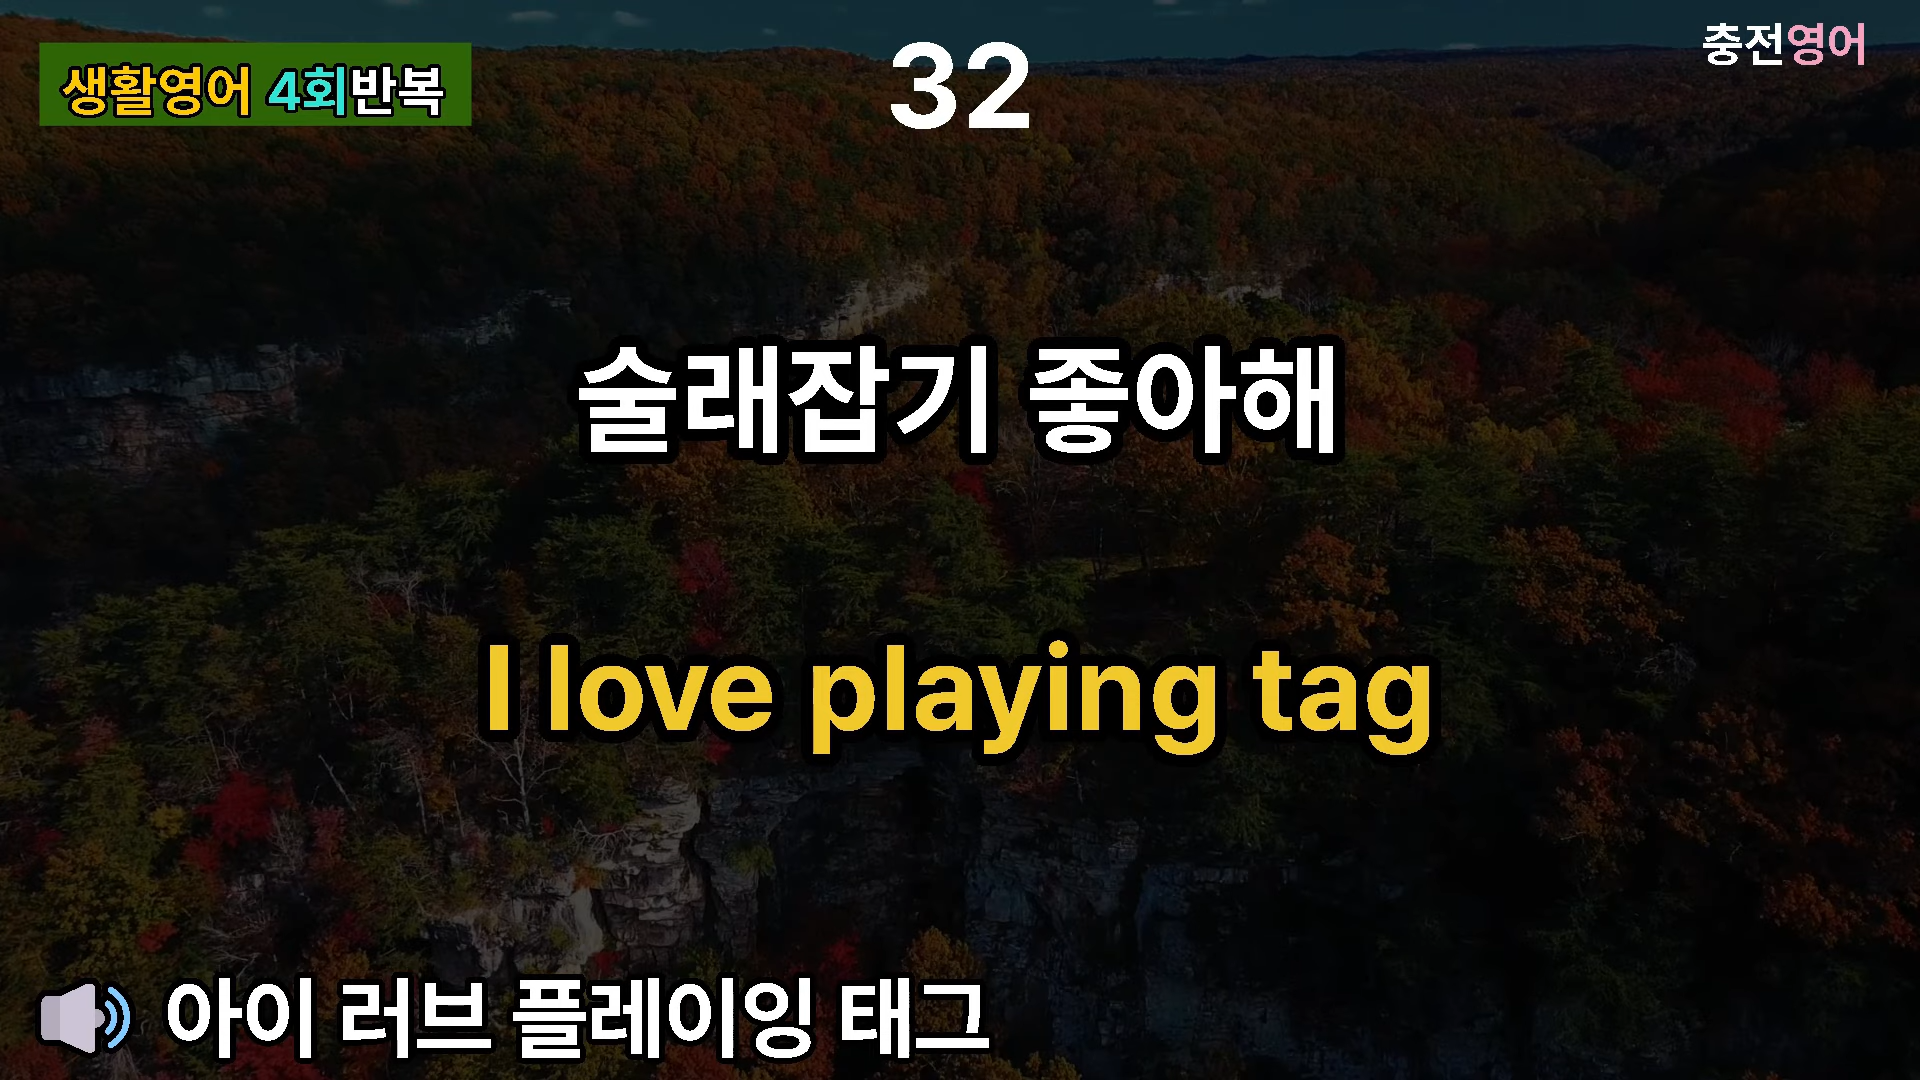 생활영어 4회반복
32
충전영어
술래잡기 좋아해
I love playing tag
아이 러브 플레이잉 태그